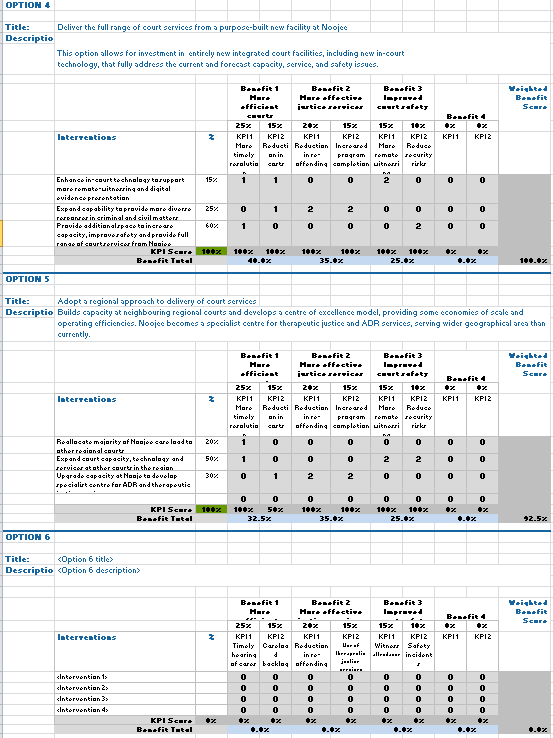 OPTION 4
Title: Deliver the full range of court services from a purpose-built new facility at Noojee
Descriptio
This option allows for investment in entirely new integrated court facilities, including new in-court
technology, that fully address the current and forecast capacity, service, and safety issues.
Benefit 1 Benefit 2 Benefit 3 Weighted
More More effective Improved Benefit
efficient justice services court safety Score
courts Benefit 4
25% 15% 20% 15% 15% 10% 0% 0%
Interventions % KPI1 KPI2 KPI1 KPI2 KPI1 KPI2 KPI1 KPI2
More Reducti Reduction Increased More Reduce
timely on in in re- program remote security
resolutio costs offending completion witnessi risks
Enhance in-court technology to support 15% 1 1 0 0 2 0 0 0
more remote-witnessing and digital
evidence presentation
Expand capability to provide more diverse 25% 0 1 2 2 0 0 0 0
responses in criminal and civil matters
Provide additional space to increase 60% 1 0 0 0 0 2 0 0
capacity, improve safety and provide full
range of court services from Noojee
KPI Score 100% 100% 100% 100% 100% 100% 100% 0% 0%
Benefit Total 40.0% 35.0% 25.0% 0.0% 100.0%
OPTION 5
Title: Adopt a regional approach to delivery of court services
Descriptio Builds capacity at neighbouring regional courts and develops a centre of excellence model, providing some economies of scale and
operating efficiencies. Noojee becomes a specialist centre for therapeutic justice and ADR services, serving wider geographical area than
currently.
Benefit 1 Benefit 2 Benefit 3 Weighted
More More effective Improved Benefit
efficient justice services court safety Score
Benefit 4
25% 15% 20% 15% 15% 10% 0% 0%
Interventions % KPI1 KPI2 KPI1 KPI2 KPI1 KPI2 KPI1 KPI2
More Reducti Reduction Increased More Reduce
timely on in in re- program remote security
resolutio costs offending completion witnessi risks
Reallocate majority of Noojee caseload to 20% 1 0 0 0 0 0 0 0
other regional courts
Expand court capacity, technology and 50% 1 0 0 0 2 2 0 0
services at other courts in the region
Upgrade capacity at Noojee to develop 30% 0 1 2 2 0 0 0 0
specialist centre for ADR and therapeutic
0 0 0 0 0 0 0 0
KPI Score 100% 100% 50% 100% 100% 100% 100% 0% 0%
Benefit Total 32.5% 35.0% 25.0% 0.0% 92.5%
OPTION 6
Title: <Option 6 title>
Descriptio <Option 6 description>
Benefit 1 Benefit 2 Benefit 3 Weighted
More More effective Improved Benefit
Benefit 4 Score
25% 15% 20% 15% 15% 10% 0% 0%
Interventions % KPI1 KPI2 KPI1 KPI2 KPI1 KPI2 KPI1 KPI2
Timely Caseloa Reduction Use of Witness Safety
hearing d in re- therapeutic attendance incident
of cases backlog offending justice s
services
<Intervention 1> 0 0 0 0 0 0 0 0
<Intervention 2> 0 0 0 0 0 0 0 0
<Intervention 3> 0 0 0 0 0 0 0 0
<Intervention 4> 0 0 0 0 0 0 0 0
KPI Score 0% 0% 0% 0% 0% 0% 0% 0% 0%
Benefit Total 0.0% 0.0% 0.0% 0.0% 0.0%